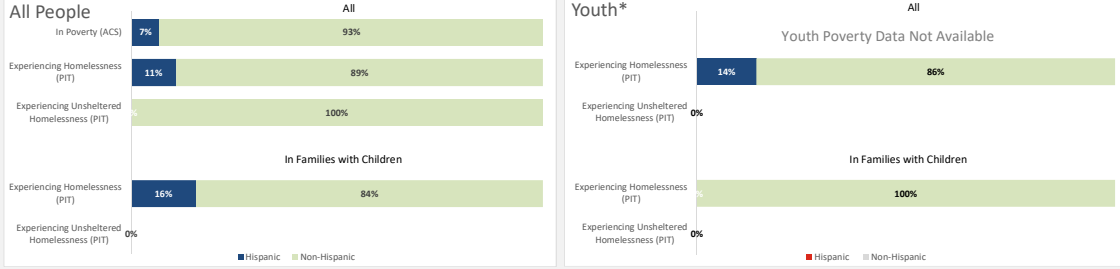 All People
All
In Poverty (ACS)
7%
93%
Experiencing Homelessness
(PIT)
11%
89%
Experiencing Unsheltered
Homelessness (PIT)
%
100%
In Families with Children
Experiencing Homelessness
(PIT)
16%
84%
Experiencing Unsheltered
Homelessness (PIT)
0%
Hispanic
Non-Hispanic
Youth*
All
Youth Poverty Data Not Available
Experiencing Homelessness
(PIT)
14%
86%
Experiencing Unsheltered
Homelessness (PIT)
0%
In Families with Children
Experiencing Homelessness
(PIT)
%
100%
Experiencing Unsheltered
Homelessness (PIT)
0%
Hispanic
Non-Hispanic